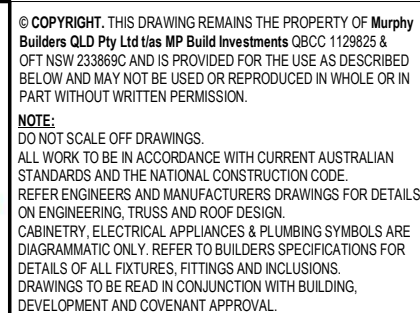 © COPYRIGHT. THIS DRAWING REMAINS THE PROPERTY OF Murphy
Builders QLD Pty Ltd t/as MP Build Investments QBCC 1129825 &
OFT NSW 233869C AND IS PROVIDED FOR THE USE AS DESCRIBED
BELOW AND MAY NOT BE USED OR REPRODUCED IN WHOLE OR IN
PART WITHOUT WRITTEN PERMISSION.
NOTE:
DO NOT SCALE OFF DRAWINGS.
ALL WORK TO BE IN ACCORDANCE WITH CURRENT AUSTRALIAN
STANDARDS AND THE NATIONAL CONSTRUCTION CODE.
REFER ENGINEERS AND MANUFACTURERS DRAWINGS FOR DETAILS
ON ENGINEERING, TRUSS AND ROOF DESIGN.
CABINETRY, ELECTRICAL APPLIANCES & PLUMBING SYMBOLS ARE
DIAGRAMMATIC ONLY. REFER TO BUILDERS SPECIFICATIONS FOR
DETAILS OF ALL FIXTURES, FITTINGS AND INCLUSIONS.
DRAWINGS TO BE READ IN CONJUNCTION WITH BUILDING,
DEVELOPMENT AND COVENANT APPROVAL.